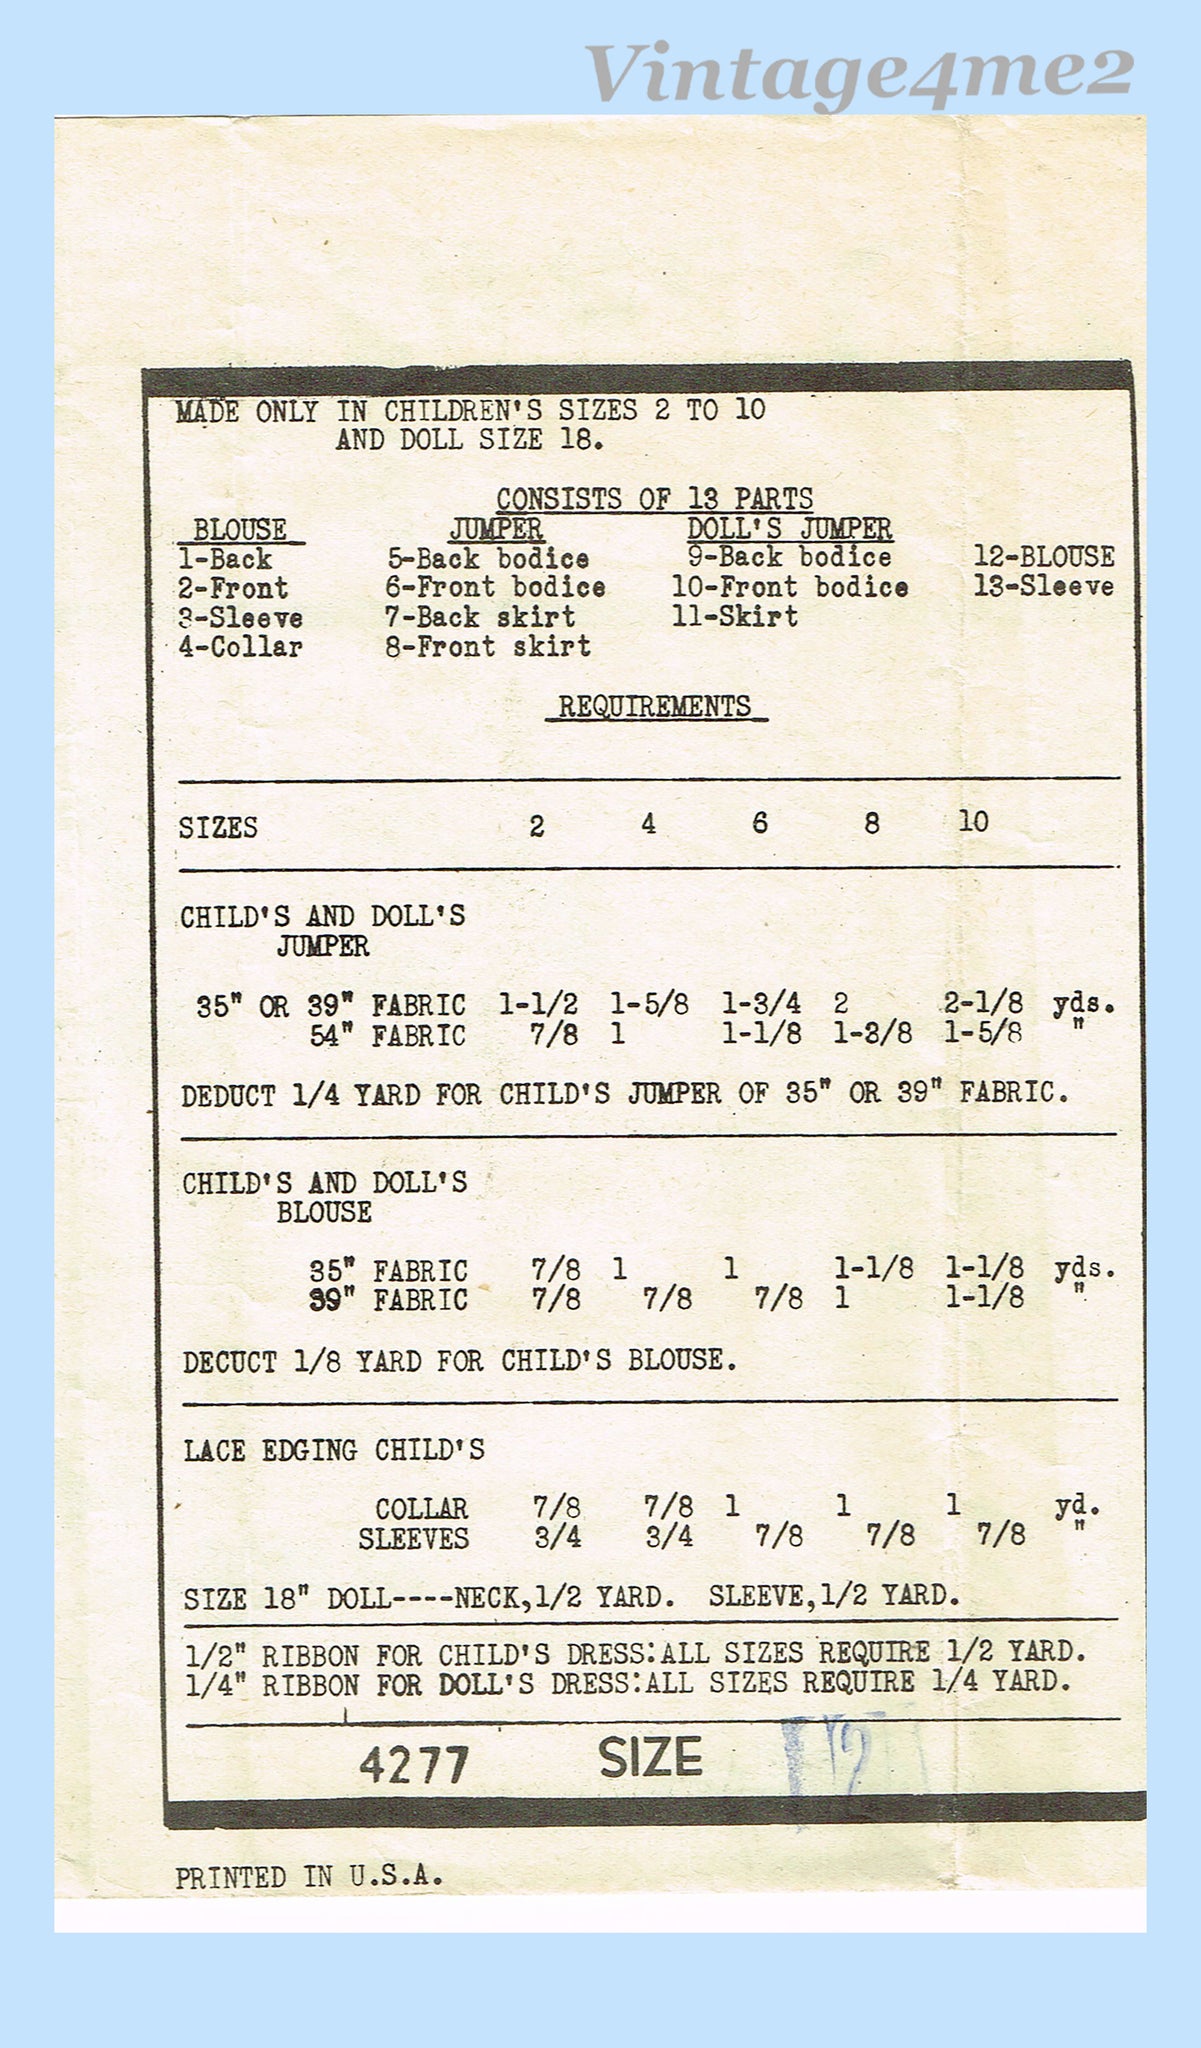 Vintage4me2
MADE ONLY IN CHILDREN'S SIZES 2 TO 10
AND DOLL SIZE 18.
CONSISTS OF 13 PARTS
BLOUSE JUMPER DOLL'S JUMPER
1-Back 5-Back bodice 9-Back bodice 12-BLOUSE
2-Front 6-Front bodice 10-Front bodice 13-Sleeve
3-Sleeve 7-Back skirt 11-Skirt
4-Collar 8-Front skirt
REQUIREMENTS
SIZES 2 4 6 8 10
CHILD'S AND DOLL'S
JUMPER
35" OR 39" FABRIC 1-1/2 1-5/8 1-3/4 2 2-1/8 yds.
54" FABRIC 7/8 1 1-1/8 1-3/8 1-5/8 "
DEDUCT 1/4 YARD FOR CHILD'S JUMPER OF 35" OR 39" FABRIC.
CHILD'S AND DOLL'S
BLOUSE
35" FABRIC 7/8 1 1 1-1/8 1-1/8 yds.
39" FABRIC 7/8 7/8 7/8 1 1-1/8 "
DECUCT 1/8 YARD FOR CHILD'S BLOUSE.
LACE EDGING CHILD'S
COLLAR 7/8 7/8 1 1 1 yd.
SLEEVES 3/4 3/4 7/8 7/8 7/8 "
SIZE 18" DOLL----NECK,1/2 YARD. SLEEVE,1/2 YARD.
1/2" RIBBON FOR CHILD'S DRESS:ALL SIZES REQUIRE 1/2 YARD.
1/4" RIBBON FOR DOLL'S DRESS:ALL SIZES REQUIRE 1/4 YARD.
4277 SIZE
PRINTED IN U.S.A.